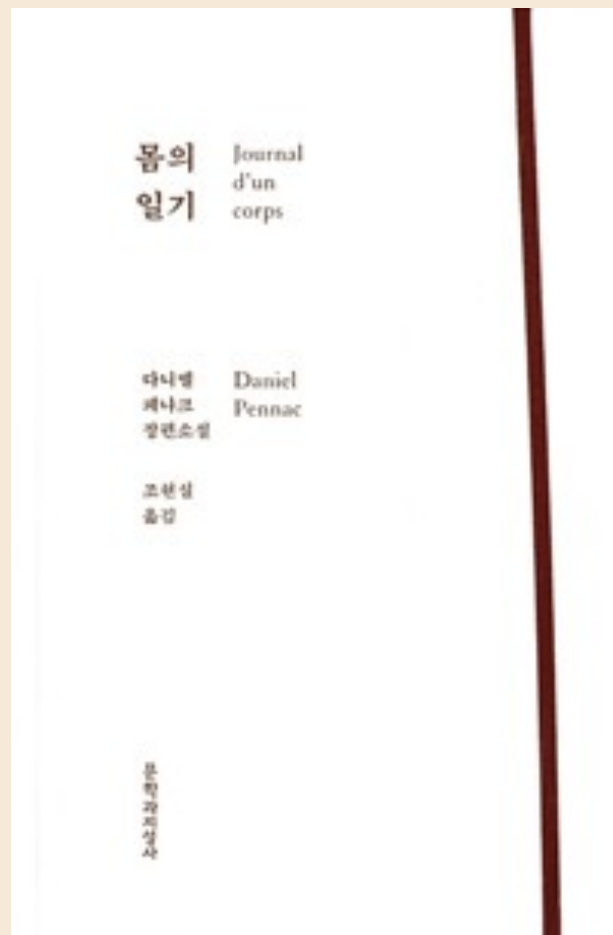 몸의
일기
Journal
d'un
corps
다니엘
페나크
장편소설
Daniel
Pennac
조현실
옮김
문학과지성사